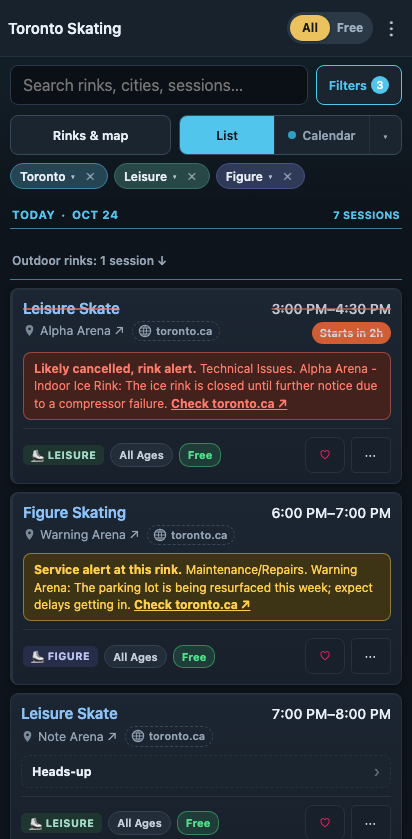 Toronto Skating
All Free
Search rinks, cities, sessions...
Filters 3
Rinks & map
List
Calendar
Toronto
Leisure
Figure
TODAY · OCT 24
7 SESSIONS
Outdoor rinks: 1 session ↓
Leisure Skate
3:00 PM–4:30 PM
Alpha Arena ↗ toronto.ca
Starts in 2h
Likely cancelled, rink alert. Technical Issues. Alpha Arena -
Indoor Ice Rink: The ice rink is closed until further notice due
to a compressor failure. Check toronto.ca ↗
LEISURE
All Ages
Free
Figure Skating
6:00 PM–7:00 PM
Warning Arena ↗ toronto.ca
Service alert at this rink. Maintenance/Repairs. Warning
Arena: The parking lot is being resurfaced this week; expect
delays getting in. Check toronto.ca ↗
FIGURE
All Ages
Free
Leisure Skate
7:00 PM–8:00 PM
Note Arena ↗ toronto.ca
Heads-up
LEISURE
All Ages
Free